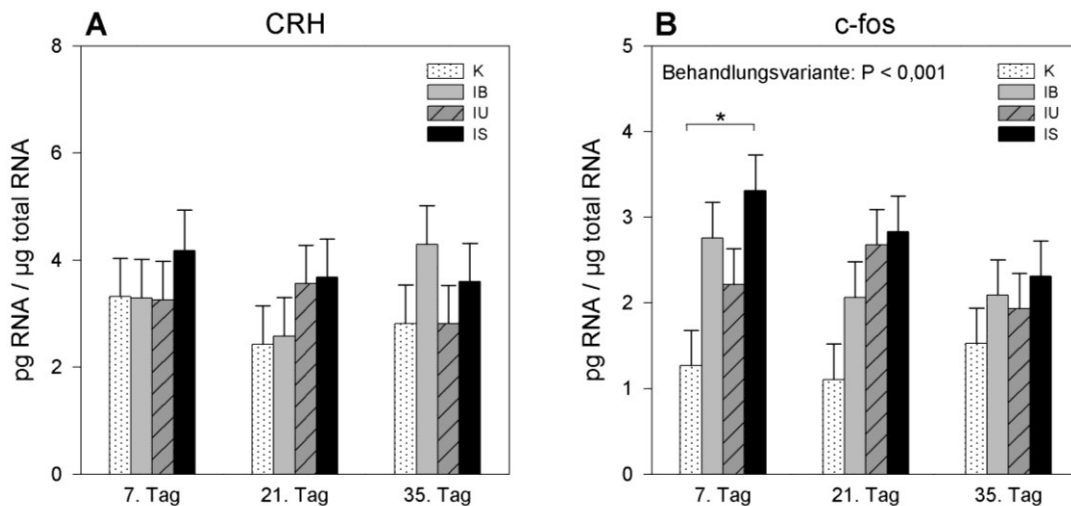 A CRH
8
6
4
2
0
pg RNA / µg total RNA
K
IB
IU
IS
7. Tag 21. Tag 35. Tag
B c-fos
5
4
3
2
1
0
pg RNA / µg total RNA
Behandlungsvariante: P < 0,001
K
IB
IU
IS
*
7. Tag 21. Tag 35. Tag